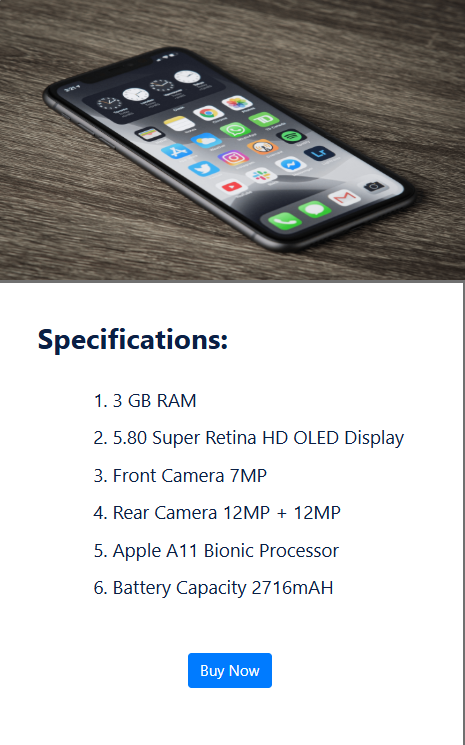 Specifications:
1. 3 GB RAM
2. 5.80 Super Retina HD OLED Display
3. Front Camera 7MP
4. Rear Camera 12MP + 12MP
5. Apple A11 Bionic Processor
6. Battery Capacity 2716mAH
Buy Now